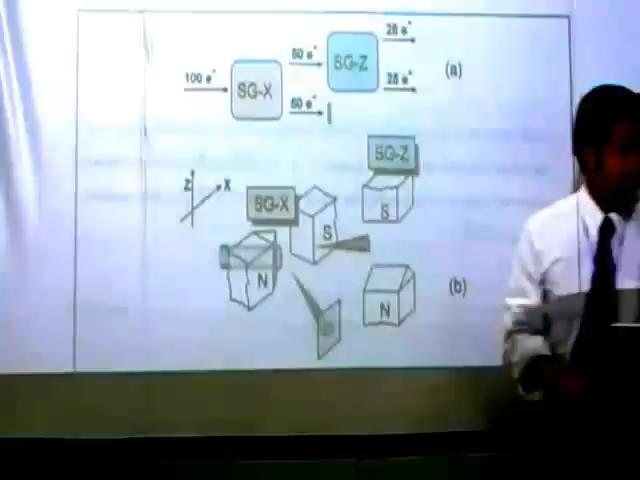 25 e⁻
50 e⁻
SG-Z
100 e⁻
(a)
SG-X
25 e⁻
50 e⁻
SG-Z
Z
X
SG-X
S
S
N
N
(b)